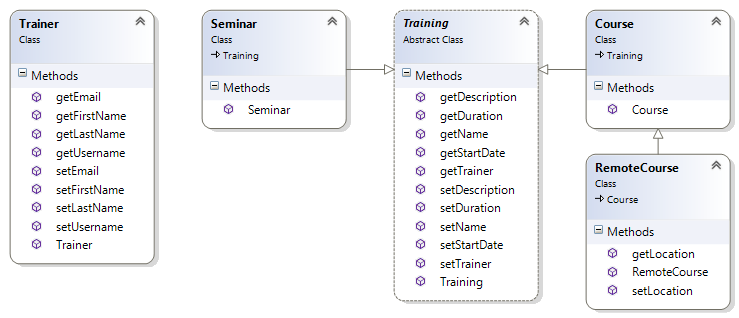 Trainer
Class
Methods
getEmail
getFirstName
getLastName
getUsername
setEmail
setFirstName
setLastName
setUsername
Trainer
Seminar
Class
Training
Methods
Seminar
Training
Abstract Class
Methods
getDescription
getDuration
getName
getStartDate
getTrainer
setDescription
setDuration
setName
setStartDate
setTrainer
Training
Course
Class
Training
Methods
Course
RemoteCourse
Class
Course
Methods
getLocation
RemoteCourse
setLocation